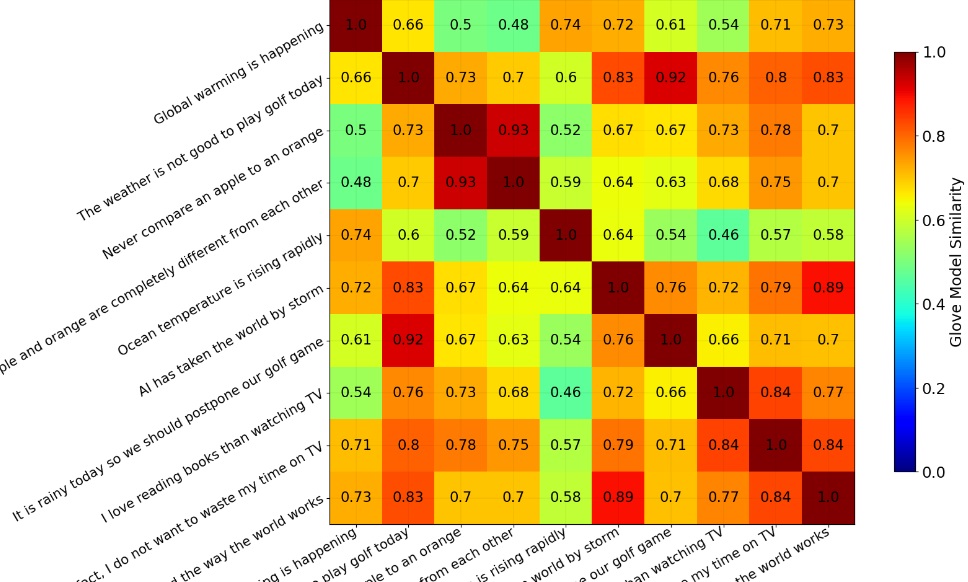 Global warming is happening 1.0 0.66 0.5 0.48 0.74 0.72 0.61 0.54 0.71 0.73
The weather is not good to play golf today 0.66 1.0 0.73 0.7 0.6 0.83 0.92 0.76 0.8 0.83
Never compare an apple to an orange 0.5 0.73 1.0 0.93 0.52 0.67 0.67 0.73 0.78 0.7
ple and orange are completely different from each other 0.48 0.7 0.93 1.0 0.59 0.64 0.63 0.68 0.75 0.7
Ocean temperature is rising rapidly 0.74 0.6 0.52 0.59 1.0 0.64 0.54 0.46 0.57 0.58
AI has taken the world by storm 0.72 0.83 0.67 0.64 0.64 1.0 0.76 0.72 0.79 0.89
It is rainy today so we should postpone our golf game 0.61 0.92 0.67 0.63 0.54 0.76 1.0 0.66 0.71 0.7
I love reading books than watching TV 0.54 0.76 0.73 0.68 0.46 0.72 0.66 1.0 0.84 0.77
fect, I do not want to waste my time on TV 0.71 0.8 0.78 0.75 0.57 0.79 0.71 0.84 1.0 0.84
d the way the world works 0.73 0.83 0.7 0.7 0.58 0.89 0.7 0.77 0.84 1.0
ing is happening
play golf today
ple to an orange
from each other
is rising rapidly
world by storm
e our golf game
han watching TV
my time on TV
the world works
1.0
0.8
0.6
0.4
0.2
0.0
Glove Model Similarity